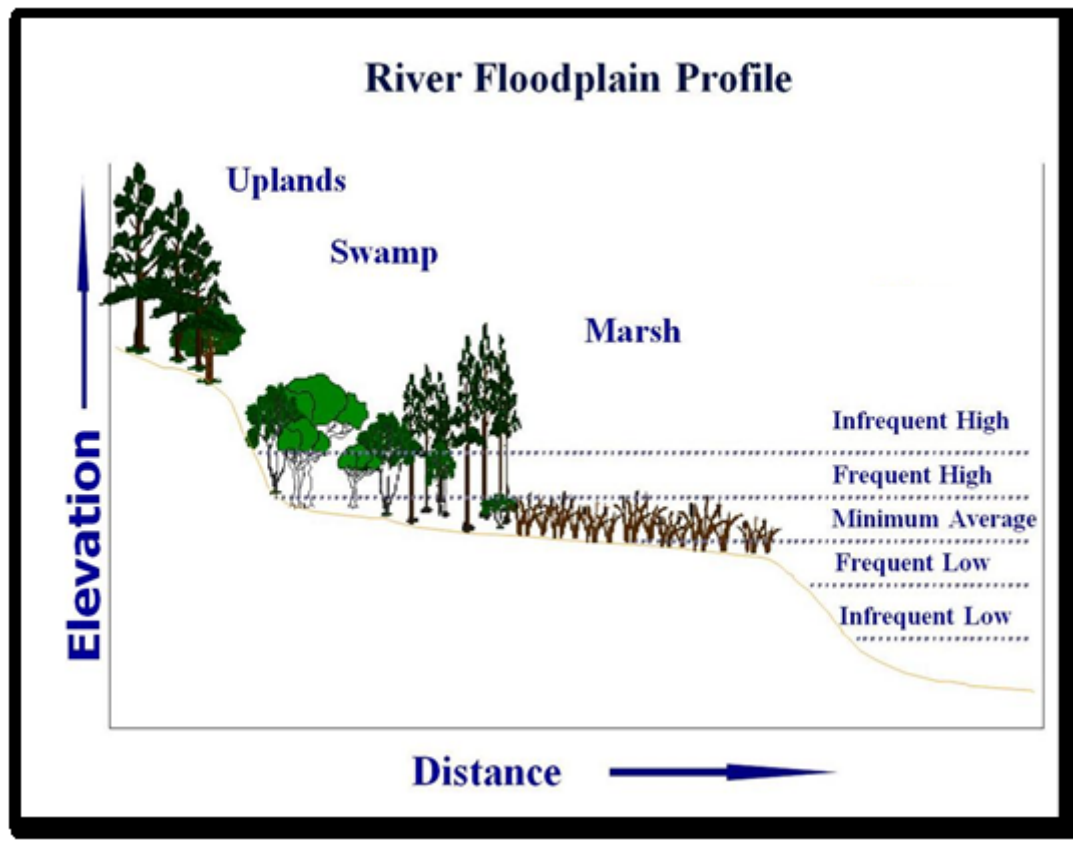 River Floodplain Profile
Uplands
Swamp
Marsh
Infrequent High
Frequent High
Minimum Average
Frequent Low
Infrequent Low
Elevation
Distance